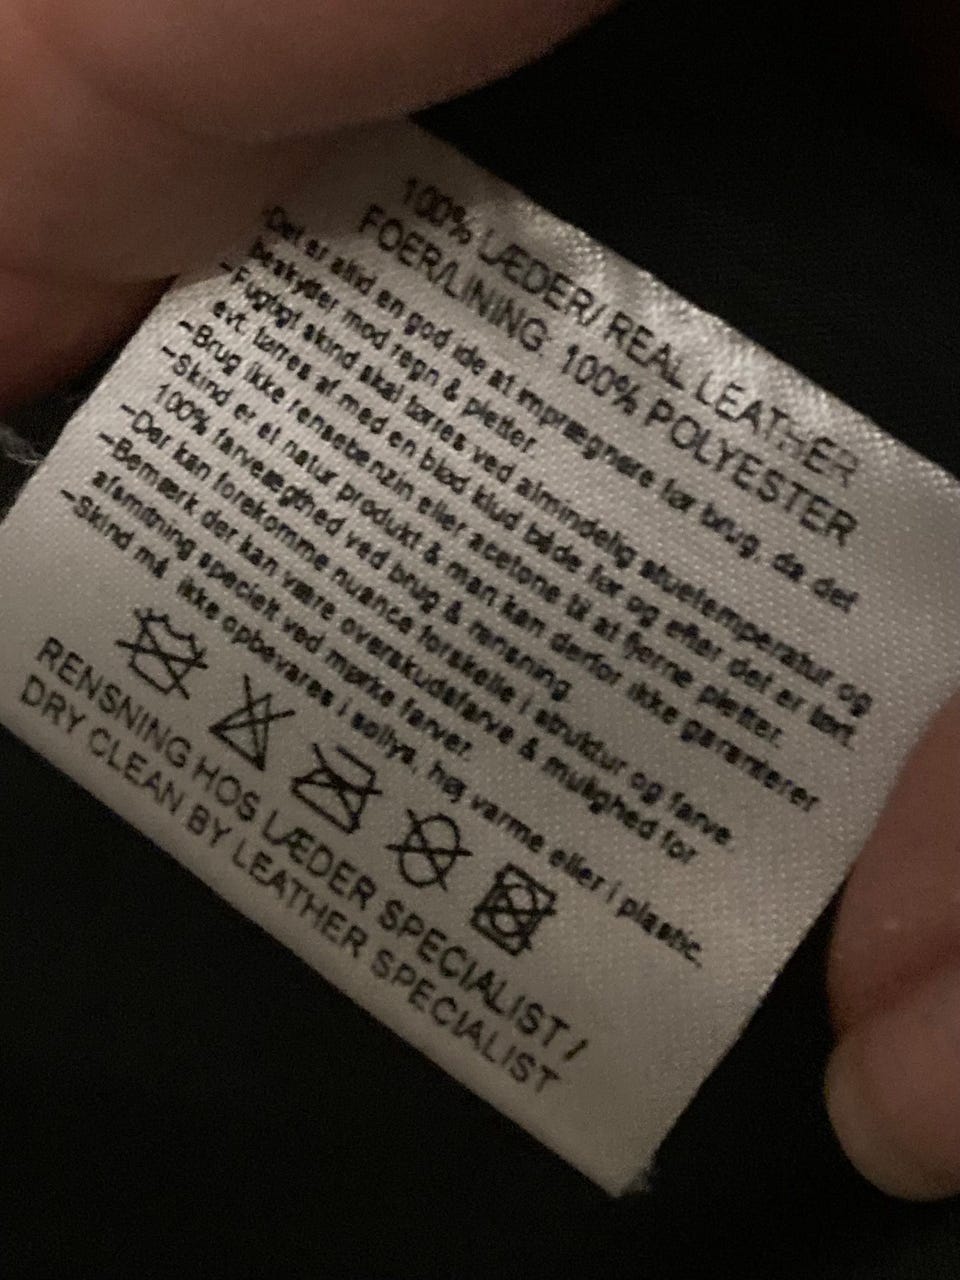 100% LÆDER/ REAL LEATHER
FOER/LINING: 100% POLYESTER
-Det er altid en god ide at imprægnere før brug, da det
beskytter mod regn & pletter
-Fugtigt skind skal tørres ved almindelig stuetemperatur og
evt. tørres af med en blød klud både før og efter det er tørt.
-Brug ikke rensebenzin eller acetone til at fjerne pletter.
-Skind er et natur produkt & man kan derfor ikke garanterer
100% farveægthed ved brug & rensning
-Der kan forekomme nuance forskelle i struktur og farve.
-Bemærk der kan være overskudsfarve & mulighed for
afsmitning specielt ved mørke farver.
-Skind må ikke opbevares i sollys, høj varme eller i plastic.
RENSNING HOS LÆDER SPECIALIST /
DRY CLEAN BY LEATHER SPECIALIST